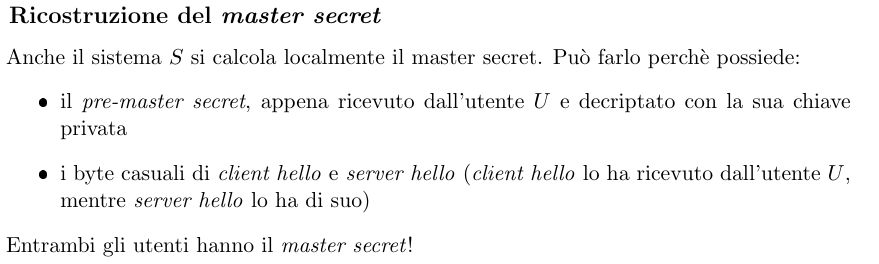 Ricostruzione del master secret
Anche il sistema S si calcola localmente il master secret. Può farlo perchè possiede:
• il pre-master secret, appena ricevuto dall'utente U e decriptato con la sua chiave
privata
• i byte casuali di client hello e server hello (client hello lo ha ricevuto dall'utente U,
mentre server hello lo ha di suo)
Entrambi gli utenti hanno il master secret!